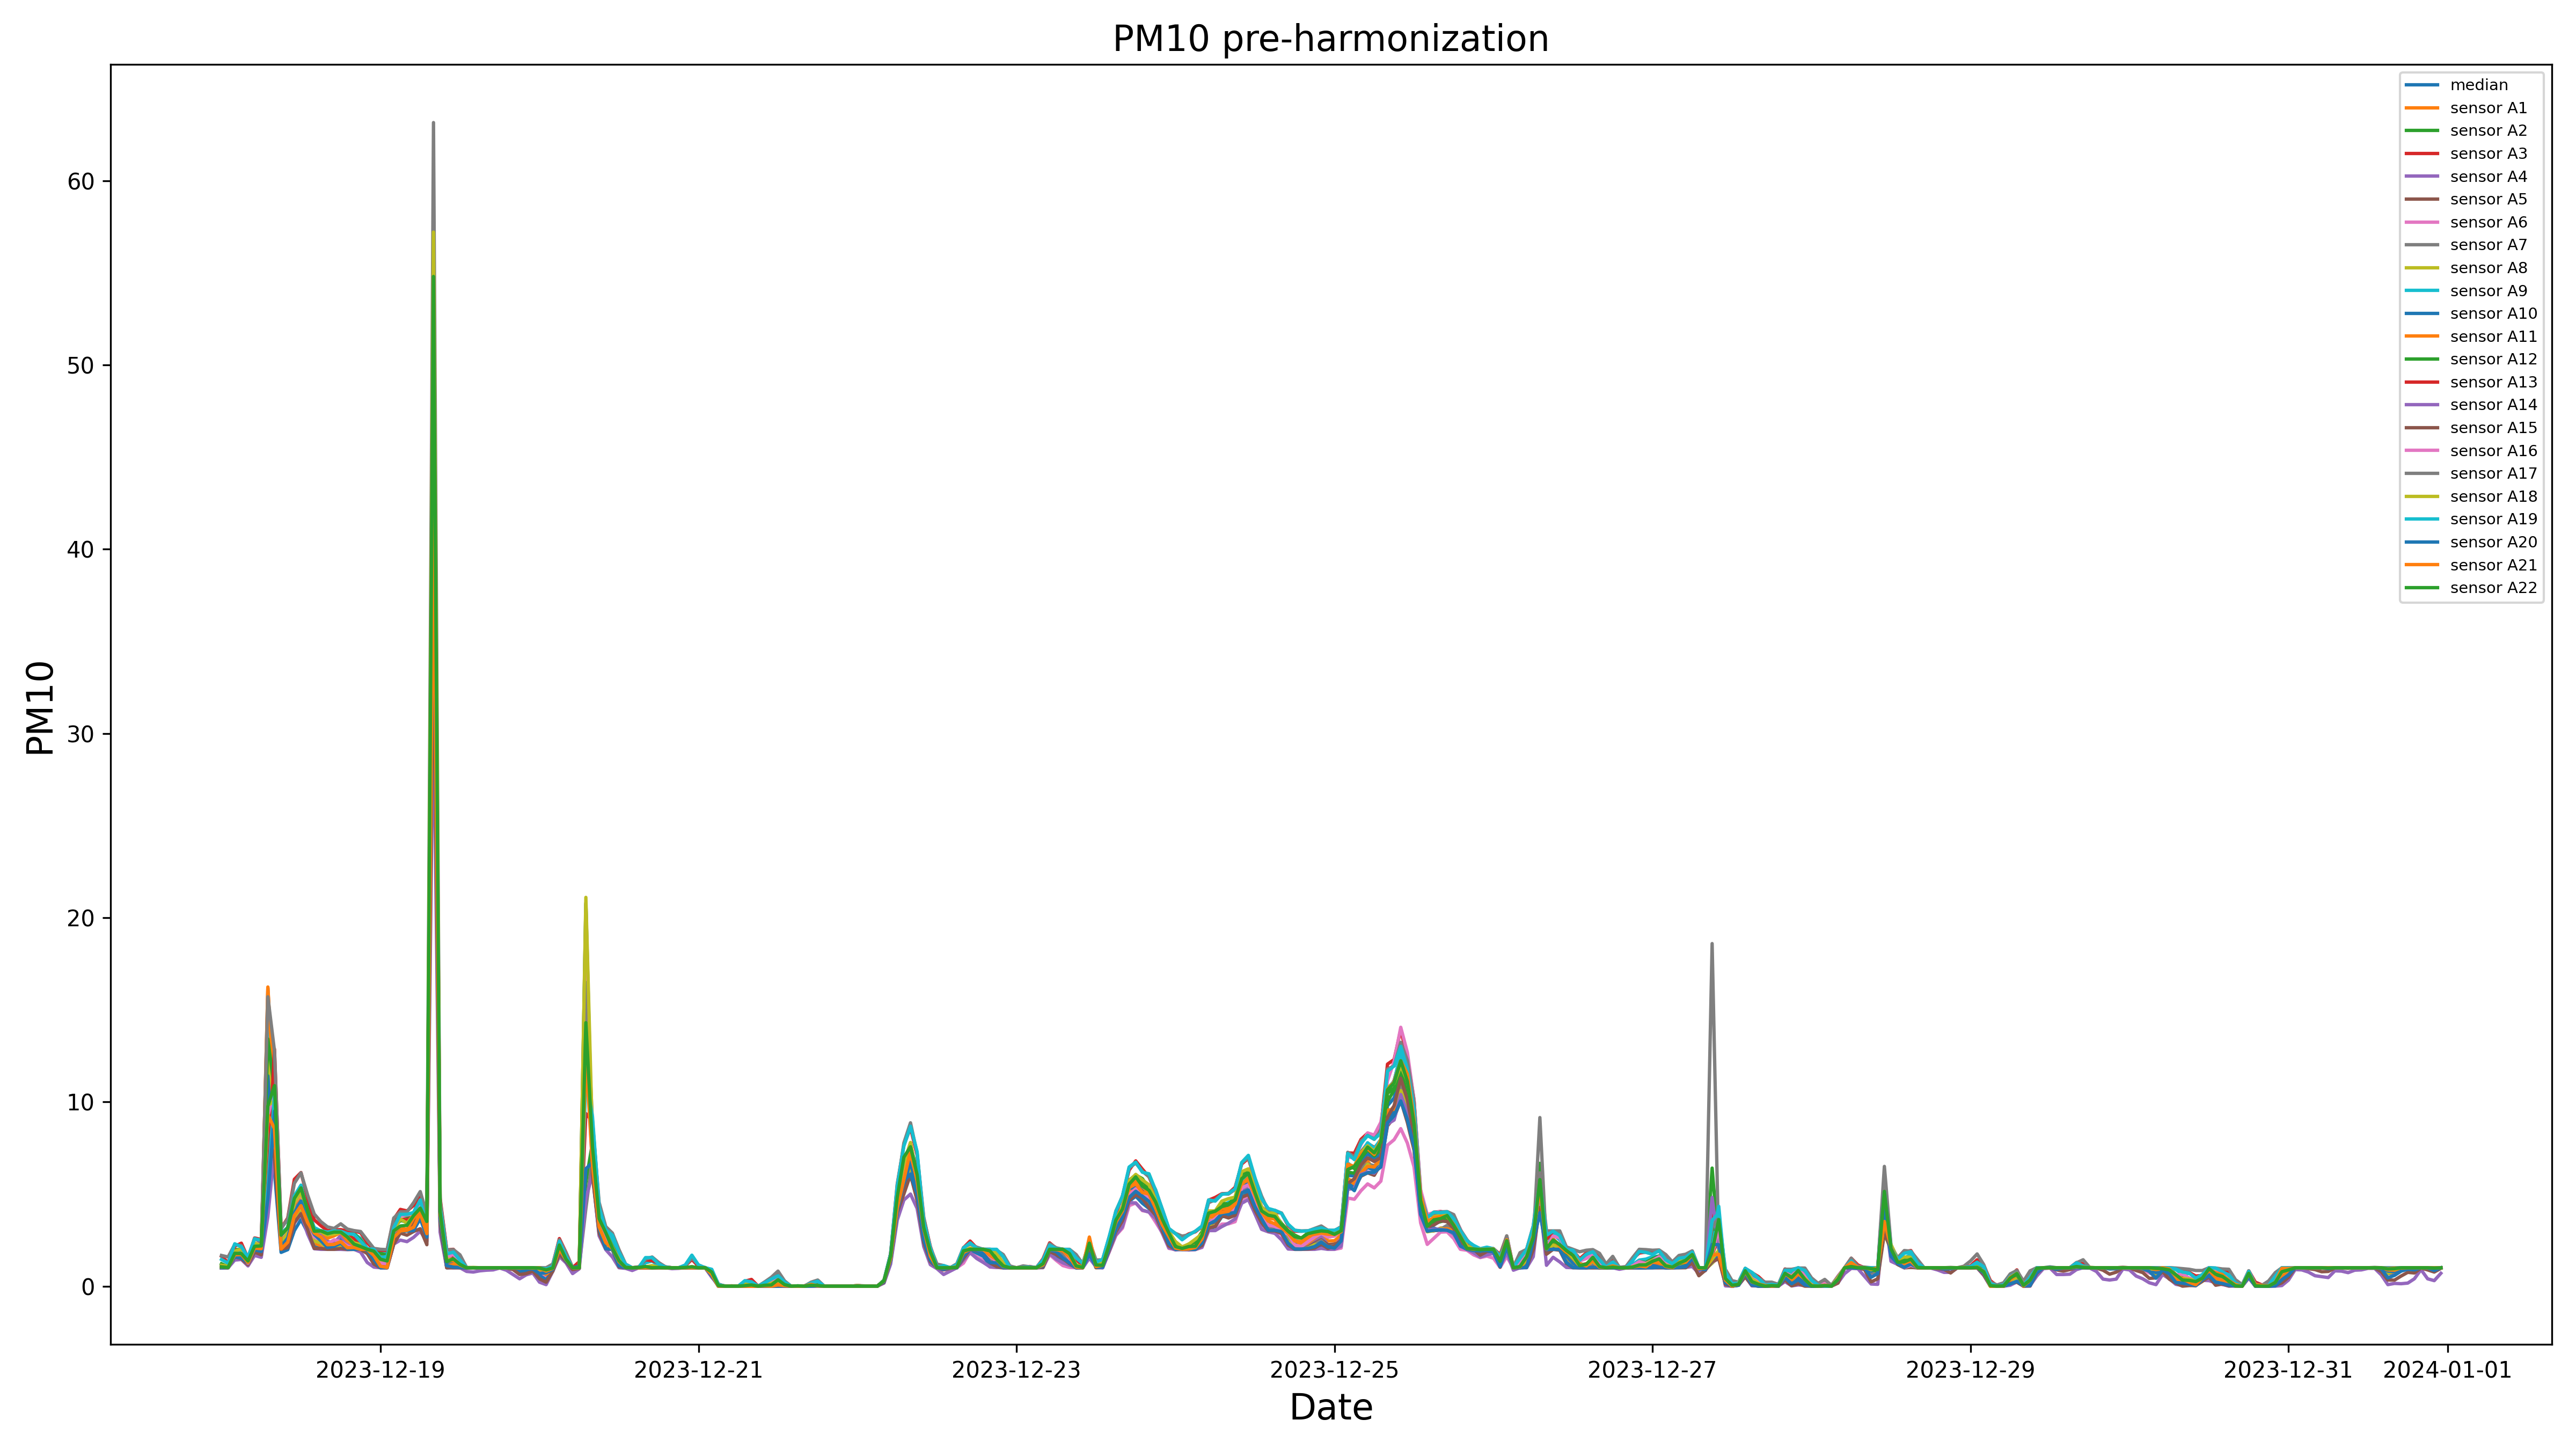 PM10 pre-harmonization
median
sensor A1
sensor A2
sensor A3
sensor A4
sensor A5
sensor A6
sensor A7
sensor A8
sensor A9
sensor A10
sensor A11
sensor A12
sensor A13
sensor A14
sensor A15
sensor A16
sensor A17
sensor A18
sensor A19
sensor A20
sensor A21
sensor A22
PM10
60
50
40
30
20
10
0
2023-12-19 2023-12-21 2023-12-23 2023-12-25 2023-12-27 2023-12-29 2023-12-31 2024-01-01
Date